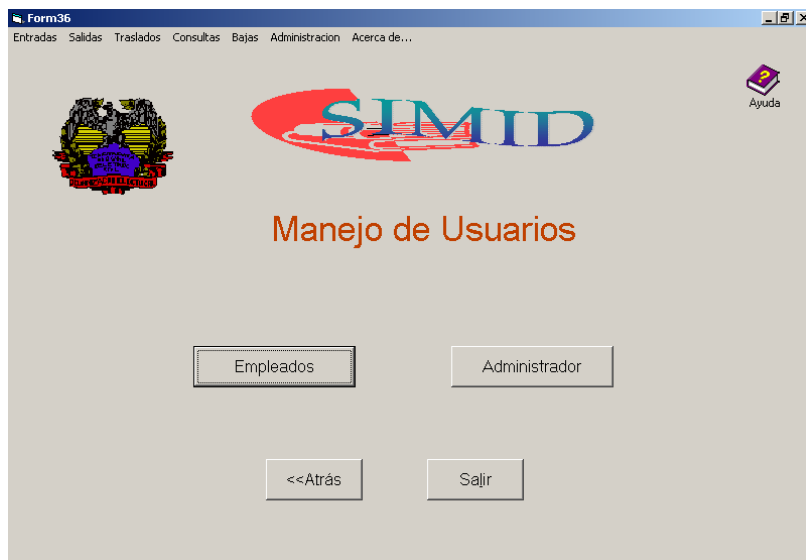 Form36
Entradas Salidas Traslados Consultas Bajas Administracion Acerca de...
Ayuda
SIMID
Manejo de Usuarios
Empleados Administrador
<<Atrás Salir